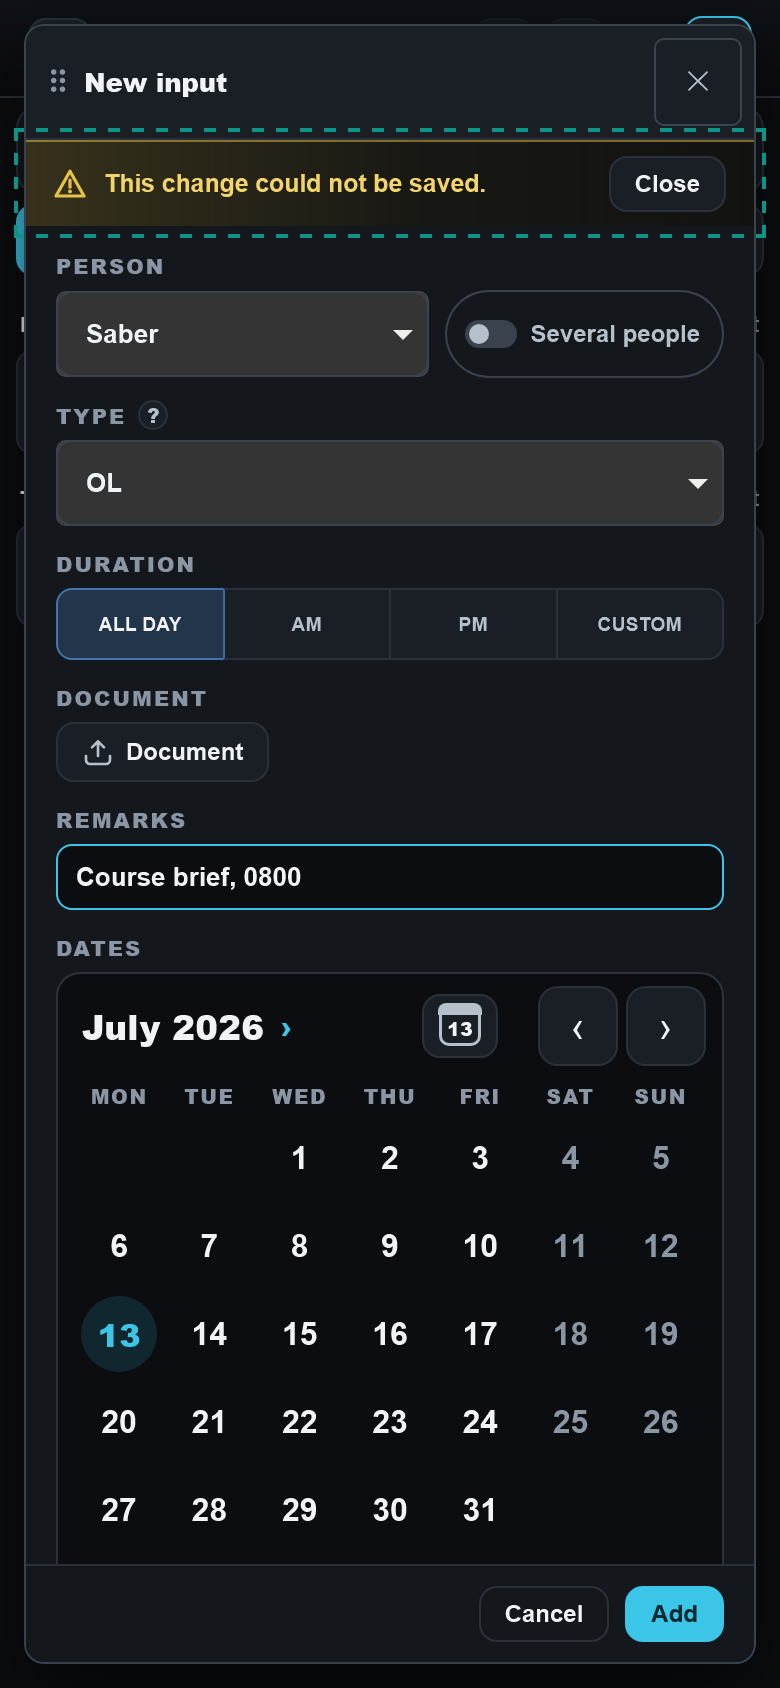 New input
This change could not be saved.
Close
PERSON
Saber
Several people
TYPE ?
OL
DURATION
ALL DAY AM PM CUSTOM
DOCUMENT
Document
REMARKS
Course brief, 0800
DATES
July 2026 › 13 ‹ ›
MON TUE WED THU FRI SAT SUN
1 2 3 4 5
6 7 8 9 10 11 12
13 14 15 16 17 18 19
20 21 22 23 24 25 26
27 28 29 30 31
Cancel Add